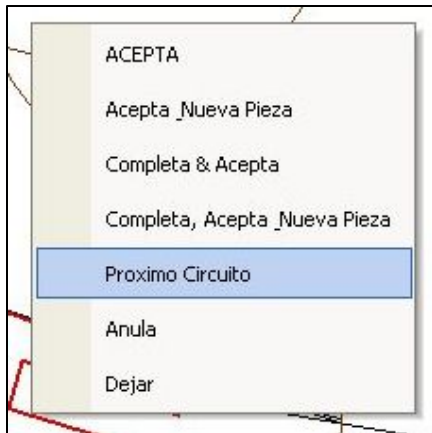 ACEPTA
Acepta _Nueva Pieza
Completa & Acepta
Completa, Acepta _Nueva Pieza
Proximo Circuito
Anula
Dejar